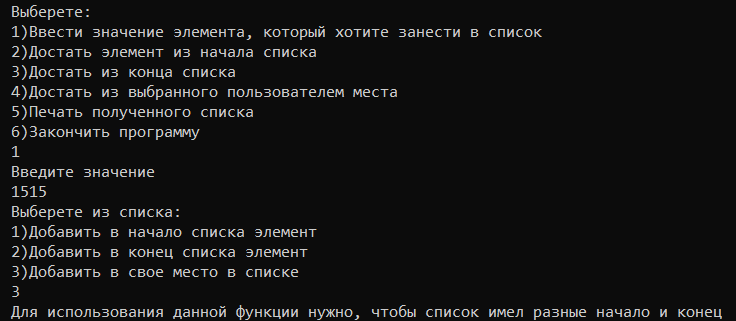 Выберете:
1)Ввести значение элемента, который хотите занести в список
2)Достать элемент из начала списка
3)Достать из конца списка
4)Достать из выбранного пользователем места
5)Печать полученного списка
6)Закончить программу
1
Введите значение
1515
Выберете из списка:
1)Добавить в начало списка элемент
2)Добавить в конец списка элемент
3)Добавить в свое место в списке
3
Для использования данной функции нужно, чтобы список имел разные начало и конец